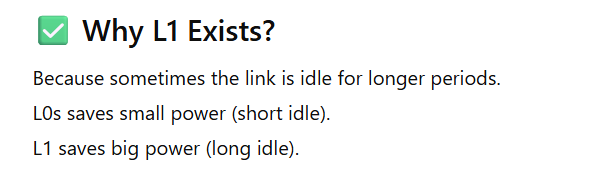 ✅ Why L1 Exists?
Because sometimes the link is idle for longer periods.
L0s saves small power (short idle).
L1 saves big power (long idle).